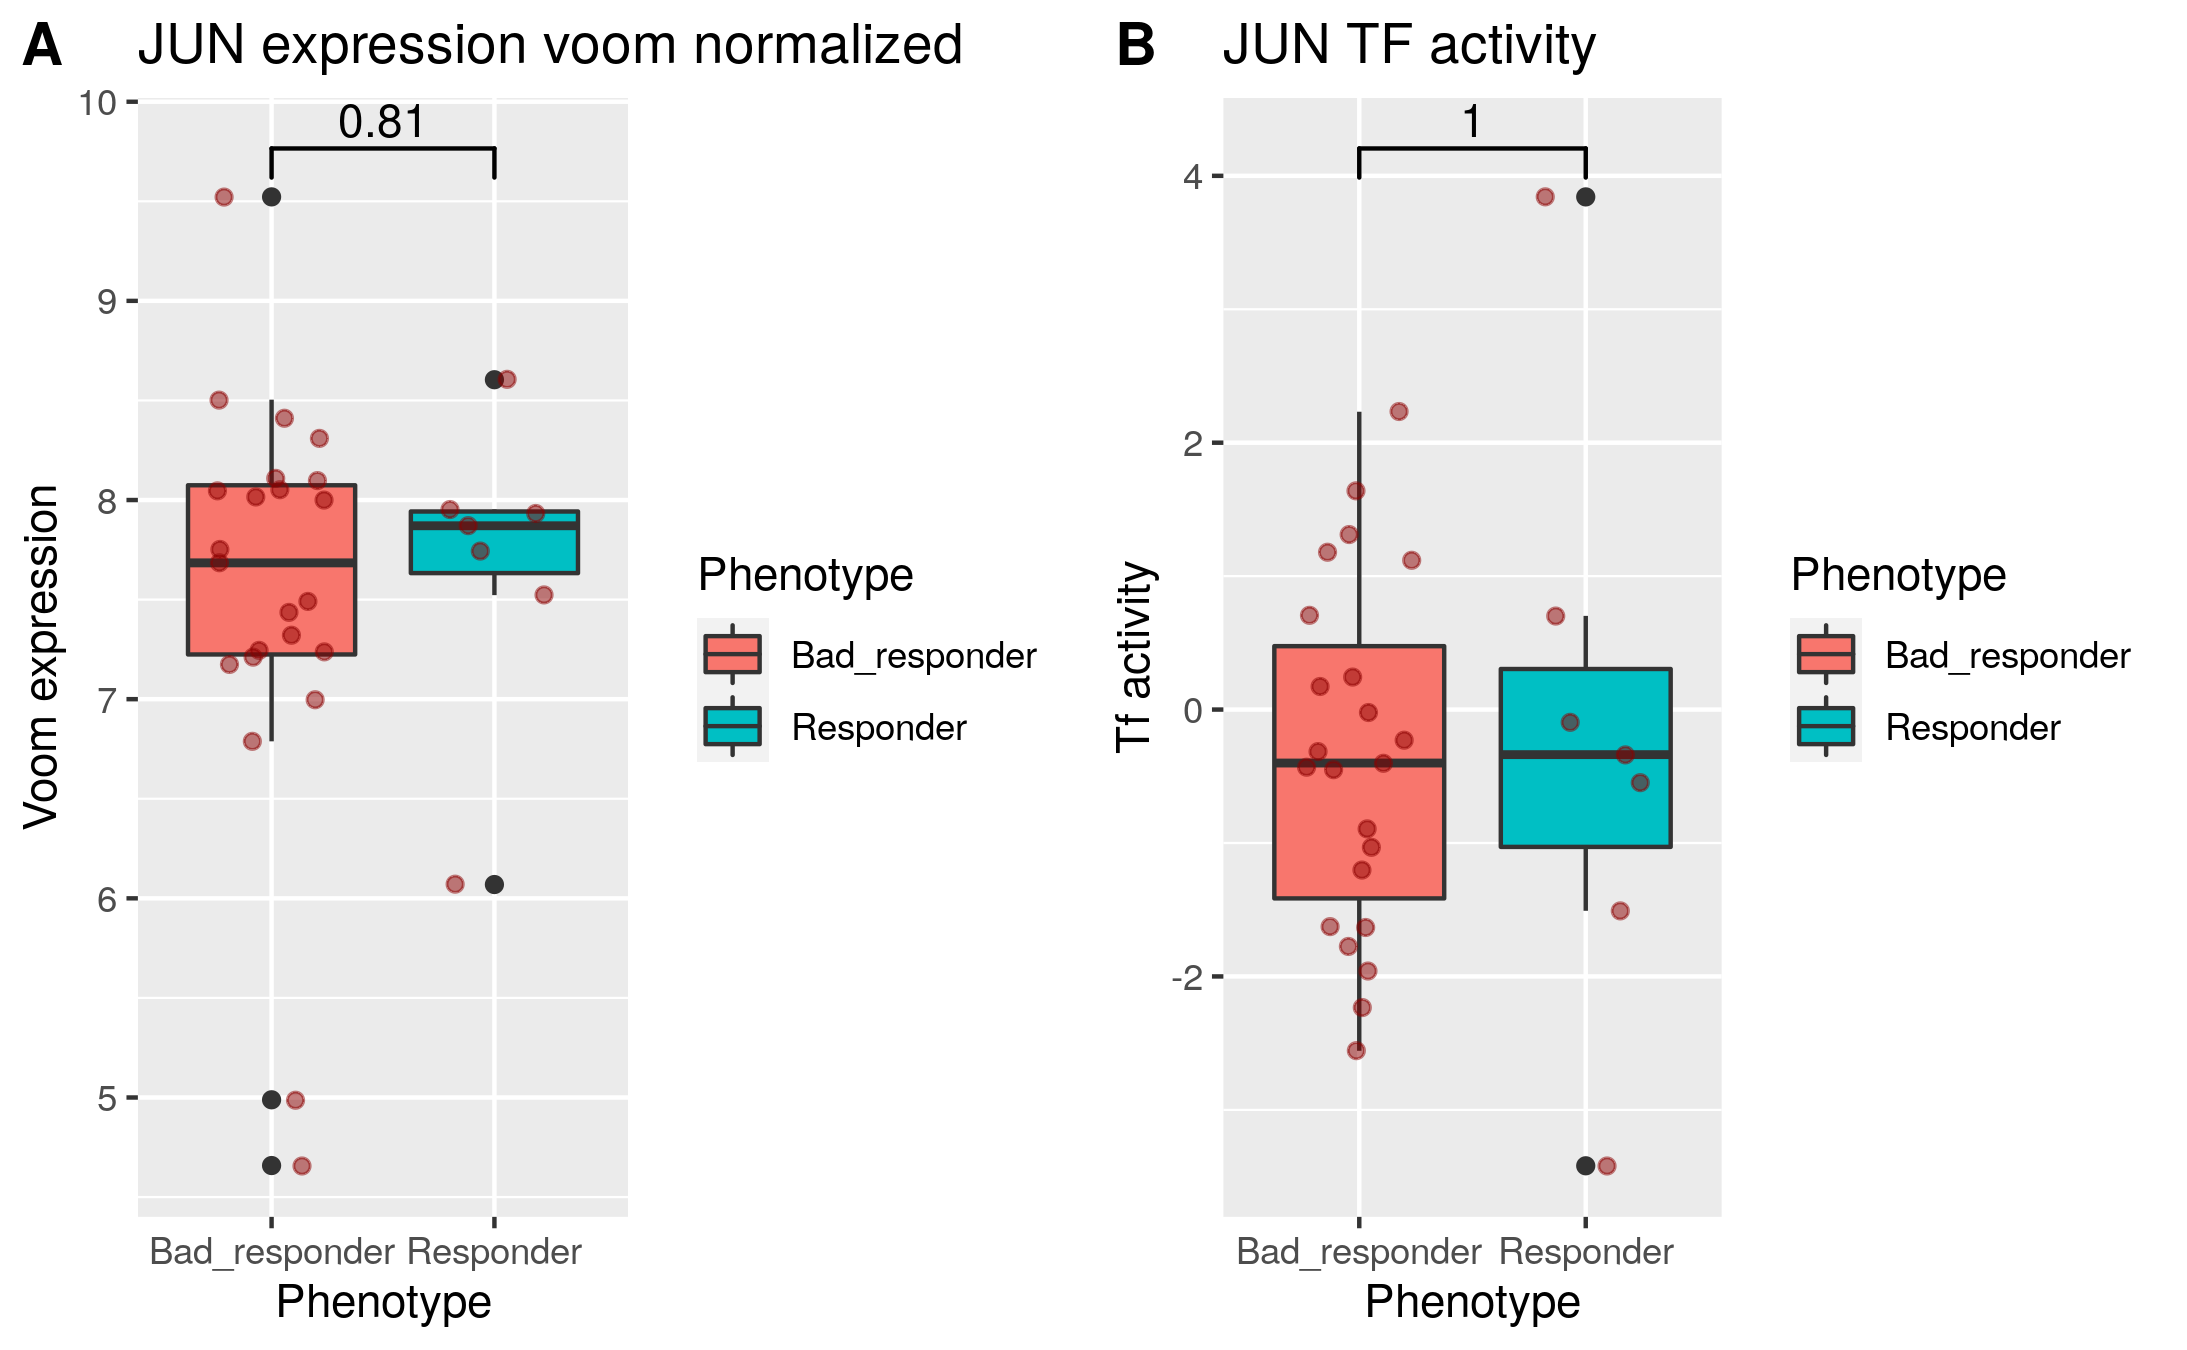 A JUN expression voom normalized
10
9
8
7
6
5
0.81
Voom expression
Bad_responder Responder
Phenotype
Phenotype
Bad_responder
Responder
B JUN TF activity
4
2
0
-2
1
Tf activity
Bad_responder Responder
Phenotype
Phenotype
Bad_responder
Responder